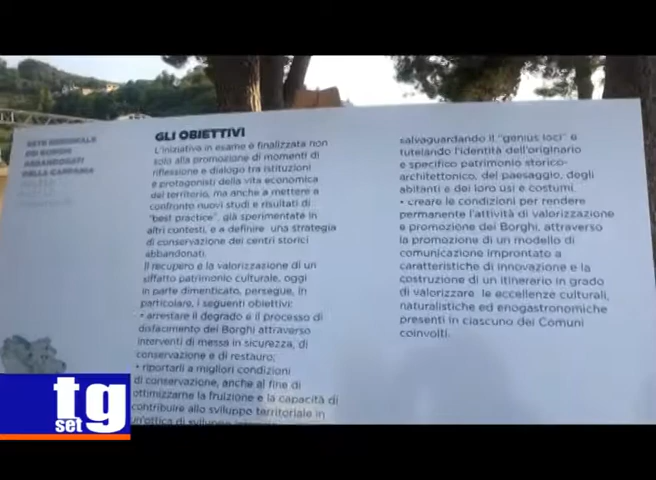 RETE REGIONALE
DEI BORGHI
ABBANDONATI
DELLA CAMPANIA
GLI OBIETTIVI
L'iniziativa in esame è finalizzata non
solo alla promozione di momenti di
riflessione e dialogo tra istituzioni
e protagonisti della vita economica
del territorio, ma anche a mettere a
confronto nuovi studi e risultati di
"best practice", già sperimentate in
altri contesti, e a definire una strategia
di conservazione dei centri storici
abbandonati.
Il recupero e la valorizzazione di un
siffatto patrimonio culturale, oggi
in parte dimenticato, persegue, in
particolare, i seguenti obiettivi:
• arrestare il degrado e il processo di
disfacimento dei Borghi attraverso
interventi di messa in sicurezza, di
conservazione e di restauro;
• riportarli a migliori condizioni
di conservazione, anche al fine di
ottimizzarne la fruizione e la capacità di
contribuire allo sviluppo territoriale in
un'ottica di sviluppo
salvaguardando il "genius loci" e
tutelando l'identità dell'originario
e specifico patrimonio storico-
architettonico, del paesaggio, degli
abitanti e dei loro usi e costumi.
• creare le condizioni per rendere
permanente l'attività di valorizzazione
e promozione dei Borghi, attraverso
la promozione di un modello di
comunicazione improntato a
caratteristiche di innovazione e la
costruzione di un itinerario in grado
di valorizzare le eccellenze culturali,
naturalistiche ed enogastronomiche
presenti in ciascuno dei Comuni
coinvolti.
tg
set